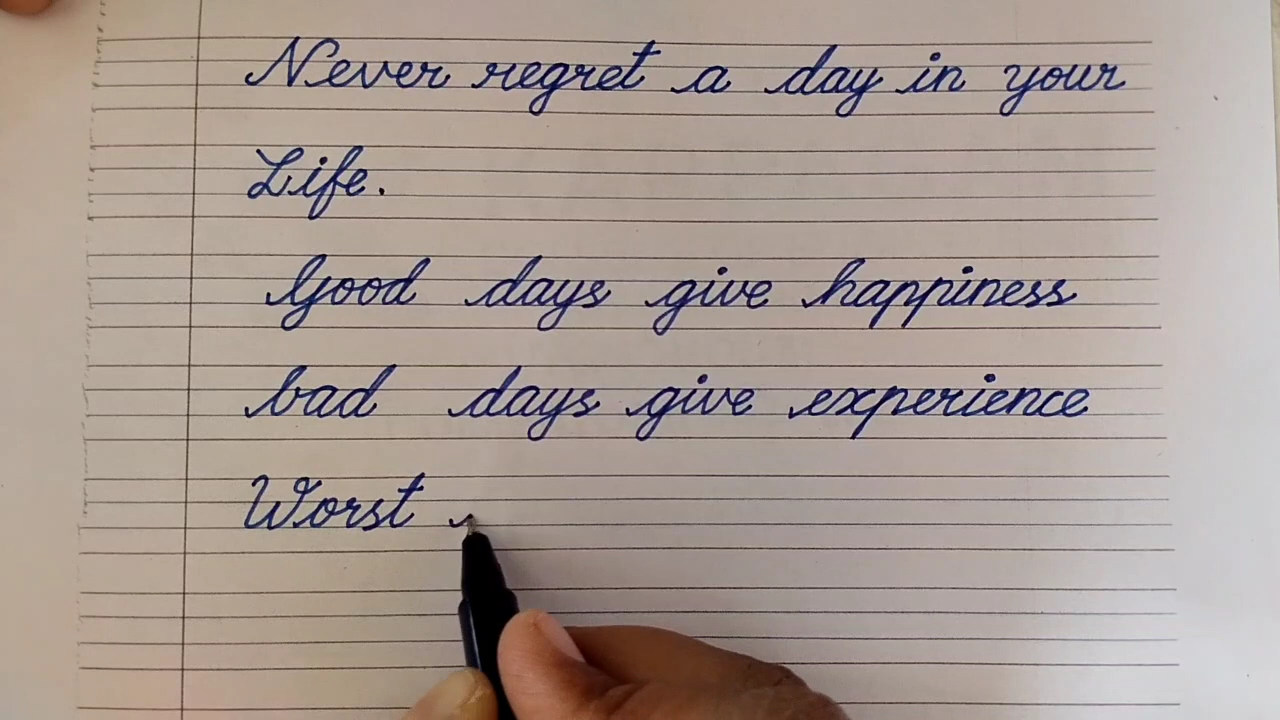 Never regret a day in your
Life.
Good days give happiness
bad days give experience
Worst